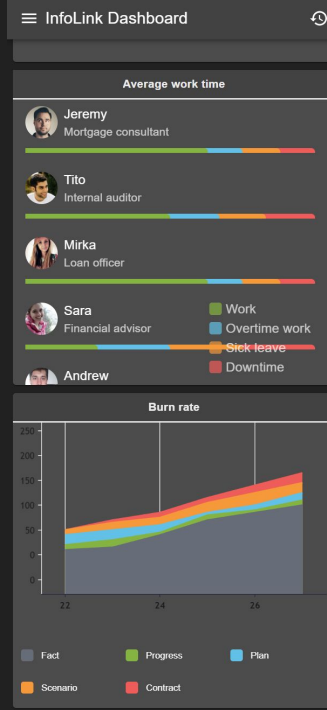 InfoLink Dashboard
Average work time
Jeremy
Mortgage consultant
Tito
Internal auditor
Mirka
Loan officer
Sara
Financial advisor
Work
Overtime work
Sick leave
Downtime
Andrew
Burn rate
250
200
150
100
50
0
0
22
24
26
Fact
Progress
Plan
Scenario
Contract